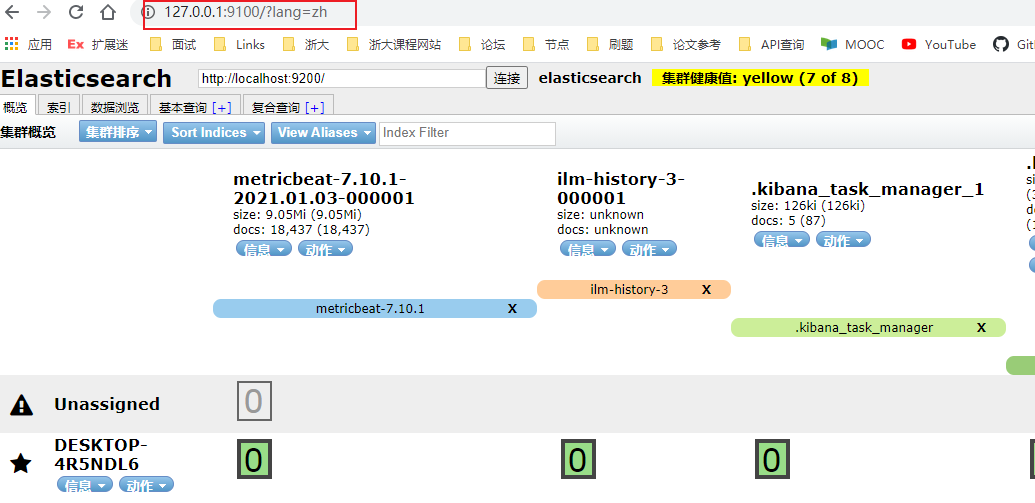 127.0.0.1:9100/?lang=zh
应用 Ex 扩展迷 面试 Links 浙大 浙大课程网站 论坛 节点 刷题 论文参考 API查询 MOOC YouTube Gith
Elasticsearch http://localhost:9200/ 连接 elasticsearch 集群健康值: yellow (7 of 8)
概览 索引 数据浏览 基本查询 [+] 复合查询 [+]
集群概览 集群排序 Sort Indices View Aliases Index Filter
metricbeat-7.10.1-
2021.01.03-000001
size: 9.05Mi (9.05Mi)
docs: 18,437 (18,437)
信息 动作
ilm-history-3-
000001
size: unknown
docs: unknown
信息 动作
.kibana_task_manager_1
size: 126ki (126ki)
docs: 5 (87)
信息 动作
metricbeat-7.10.1 X
ilm-history-3 X
.kibana_task_manager X
Unassigned 0
DESKTOP-
4R5NDL6
信息 动作
0 0 0